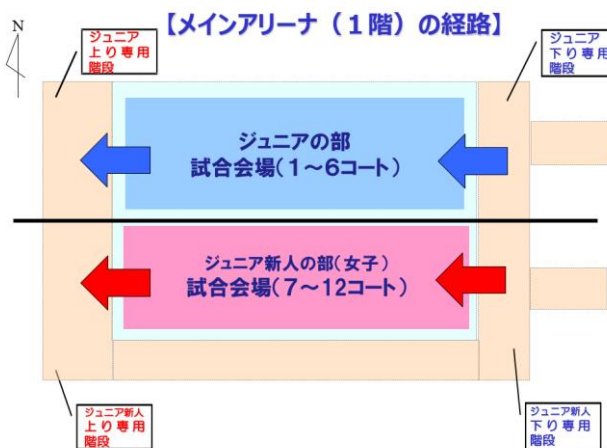 N
【メインアリーナ（１階）の経路】
ジュニア
上り専用
階段
ジュニア
下り専用
階段
ジュニアの部
試合会場（１～６コート）
ジュニア新人の部（女子）
試合会場（７～１２コート）
ジュニア新人
上り専用
階段
ジュニア新人
下り専用
階段